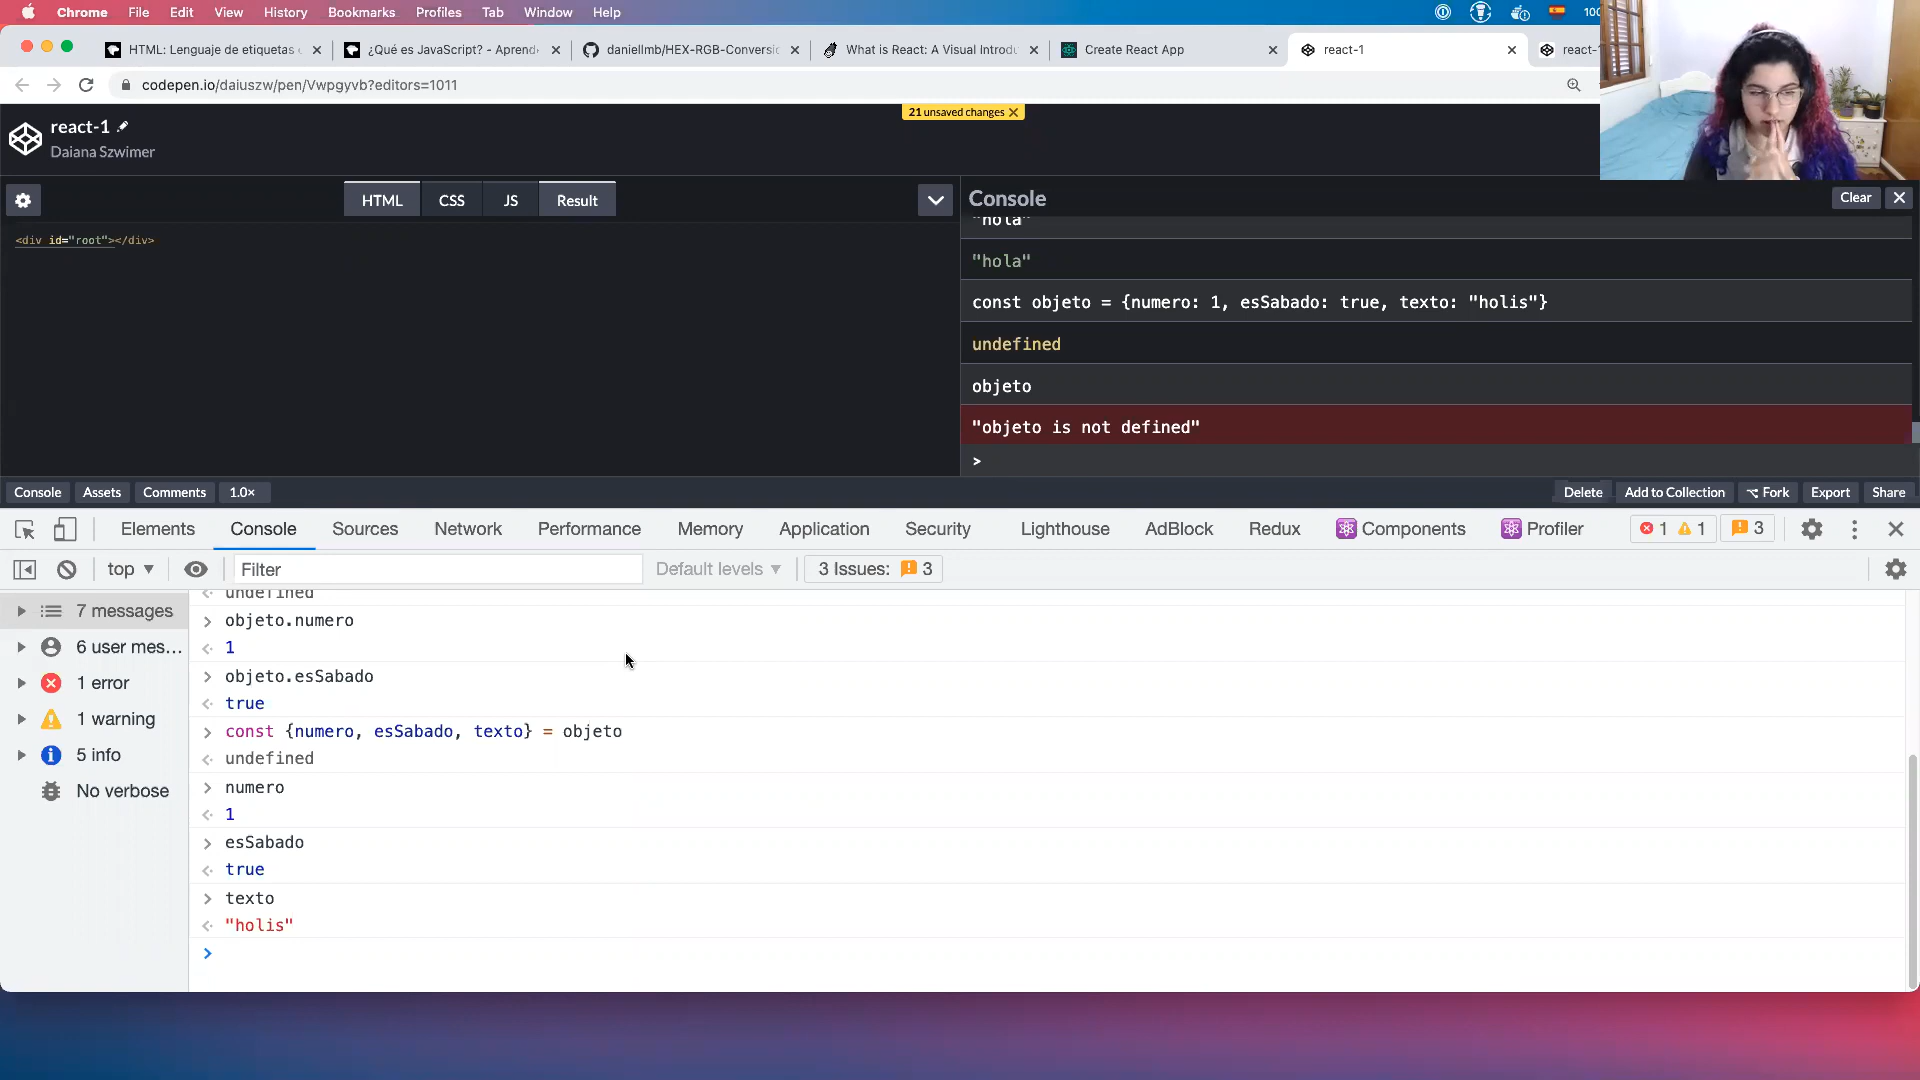 Chrome File Edit View History Bookmarks Profiles Tab Window Help
HTML: Lenguaje de etiquetas
¿Qué es JavaScript? - Aprend
daniellmb/HEX-RGB-Conversi
What is React: A Visual Introdu
Create React App
react-1
react-
codepen.io/daiuszw/pen/Vwpgyvb?editors=1011
21 unsaved changes
react-1
Daiana Szwimer
HTML CSS JS Result
<div id="root"></div>
Console
Clear
"hola"
"hola"
const objeto = {numero: 1, esSabado: true, texto: "holis"}
undefined
objeto
"objeto is not defined"
>
Console Assets Comments 1.0×
Delete Add to Collection Fork Export Share
Elements Console Sources Network Performance Memory Application Security Lighthouse AdBlock Redux Components Profiler 1 1 3
top Filter Default levels 3 Issues: 3
7 messages
6 user mes...
1 error
1 warning
5 info
No verbose
undefined
objeto.numero
1
objeto.esSabado
true
const {numero, esSabado, texto} = objeto
undefined
numero
1
esSabado
true
texto
"holis"